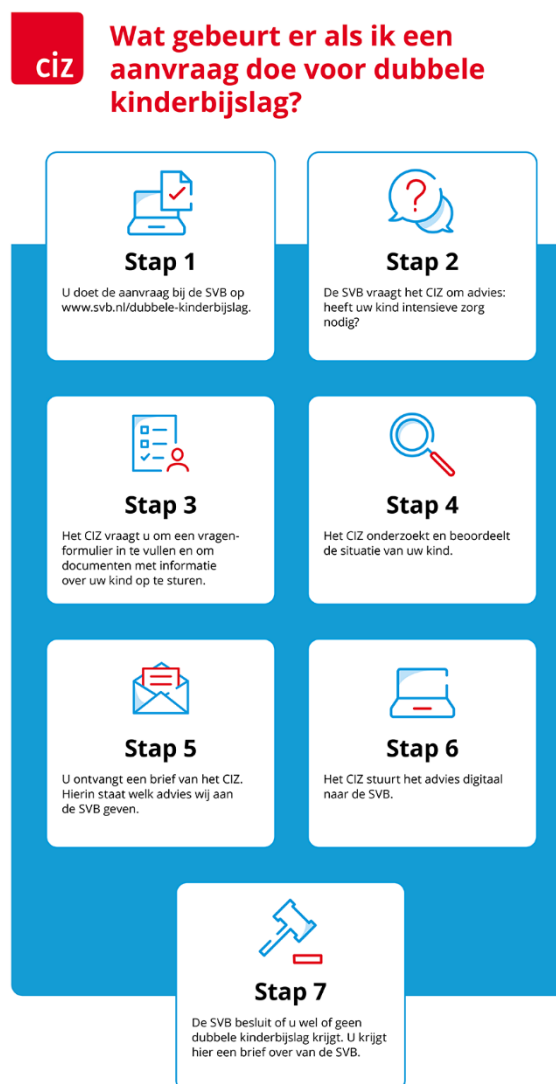 ciz
Wat gebeurt er als ik een
aanvraag doe voor dubbele
kinderbijslag?
Stap 1
U doet de aanvraag bij de SVB op
www.svb.nl/dubbele-kinderbijslag.
?
Stap 2
De SVB vraagt het CIZ om advies:
heeft uw kind intensieve zorg
nodig?
Stap 3
Het CIZ vraagt u om een vragen-
formulier in te vullen en om
documenten met informatie
over uw kind op te sturen.
Stap 4
Het CIZ onderzoekt en beoordeelt
de situatie van uw kind.
Stap 5
U ontvangt een brief van het CIZ.
Hierin staat welk advies wij aan
de SVB geven.
Stap 6
Het CIZ stuurt het advies digitaal
naar de SVB.
Stap 7
De SVB besluit of u wel of geen
dubbele kinderbijslag krijgt. U krijgt
hier een brief over van de SVB.